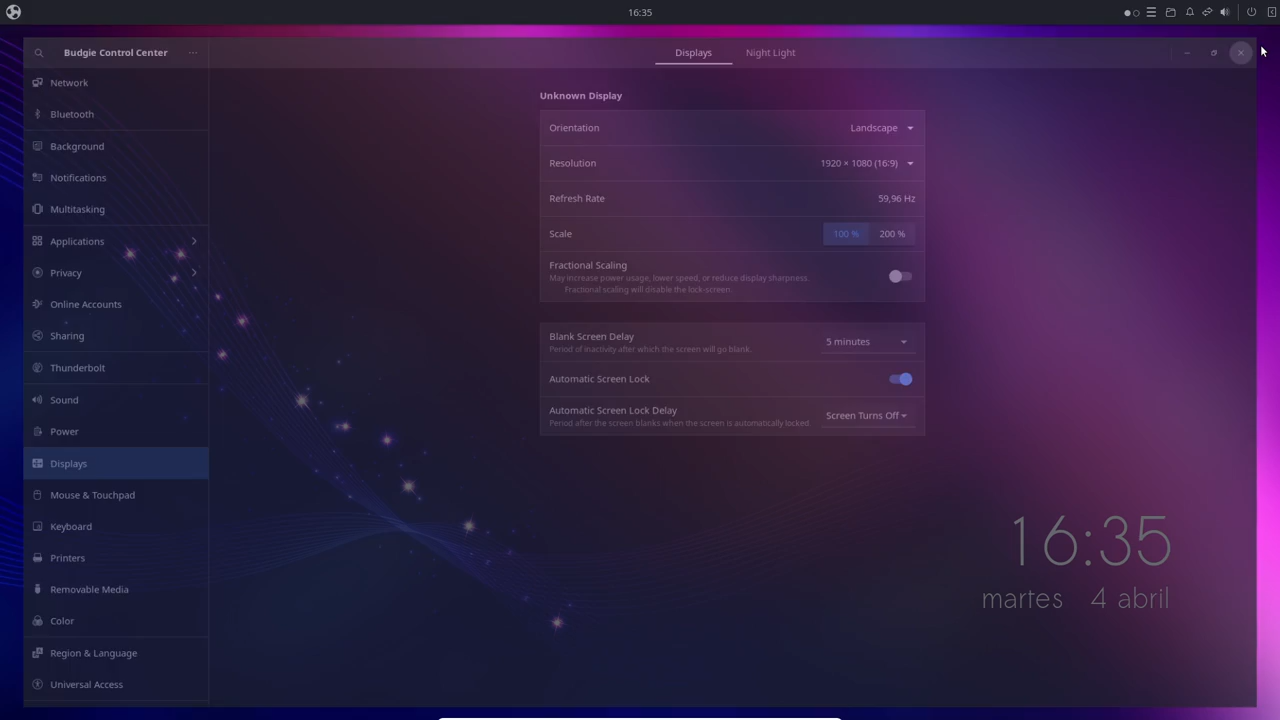 16:35
Budgie Control Center
Displays
Night Light
Network
Bluetooth
Background
Notifications
Multitasking
Applications
Privacy
Online Accounts
Sharing
Thunderbolt
Sound
Power
Displays
Mouse & Touchpad
Keyboard
Printers
Removable Media
Color
Region & Language
Universal Access
Unknown Display
Orientation Landscape
Resolution 1920 × 1080 (16:9)
Refresh Rate 59,96 Hz
Scale 100 % 200 %
Fractional Scaling
May increase power usage, lower speed, or reduce display sharpness.
Fractional scaling will disable the lock-screen.
Blank Screen Delay 5 minutes
Period of inactivity after which the screen will go blank.
Automatic Screen Lock
Automatic Screen Lock Delay Screen Turns Off
Period after the screen blanks when the screen is automatically locked.
16:35
martes 4 abril